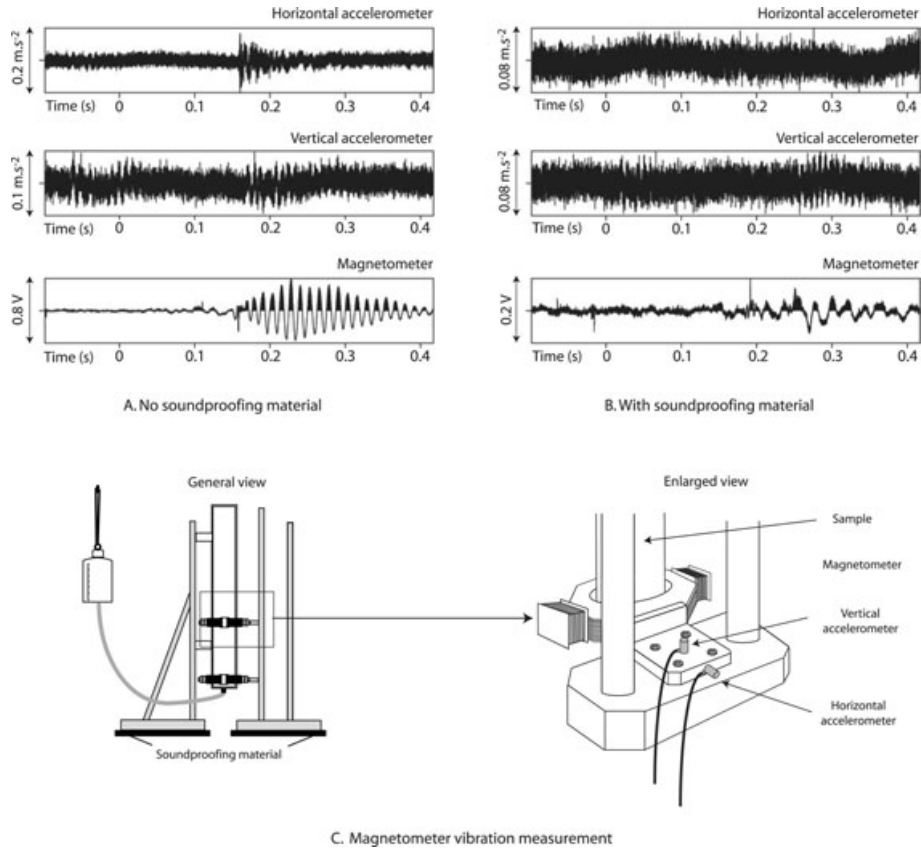 Horizontal accelerometer
0.2 m.s-2
Time (s) 0 0.1 0.2 0.3 0.4
Vertical accelerometer
0.1 m.s-2
Time (s) 0 0.1 0.2 0.3 0.4
Magnetometer
0.8 V
Time (s) 0 0.1 0.2 0.3 0.4
A. No soundproofing material
Horizontal accelerometer
0.08 m.s-2
Time (s) 0 0.1 0.2 0.3 0.4
Vertical accelerometer
0.08 m.s-2
Time (s) 0 0.1 0.2 0.3 0.4
Magnetometer
0.2 V
Time (s) 0 0.1 0.2 0.3 0.4
B. With soundproofing material
General view
Soundproofing material
Enlarged view
Sample
Magnetometer
Vertical
accelerometer
Horizontal
accelerometer
C. Magnetometer vibration measurement